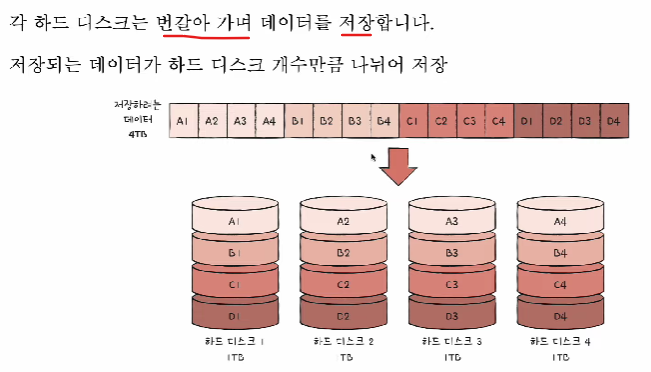 각 하드 디스크는 번갈아 가며 데이터를 저장합니다.
저장되는 데이터가 하드 디스크 개수만큼 나뉘어 저장
저장하려는
데이터
4TB
A1 A2 A3 A4 B1 B2 B3 B4 C1 C2 C3 C4 D1 D2 D3 D4
A1 A2 A3 A4
B1 B2 B3 B4
C1 C2 C3 C4
D1 D2 D3 D4
하드 디스크 1 하드 디스크 2 하드 디스크 3 하드 디스크 4
1TB TB 1TB 1TB